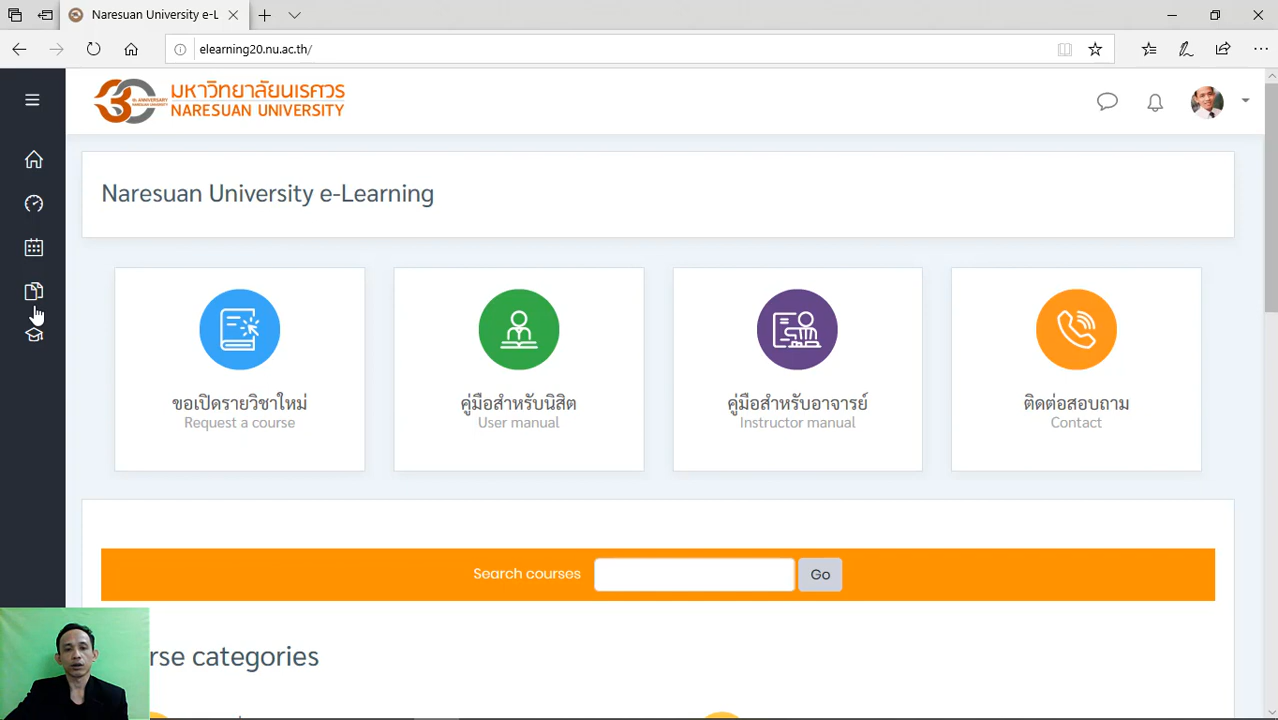 Naresuan University e-L
elearning20.nu.ac.th/
30
มหาวิทยาลัยนเรศวร
NARESUAN UNIVERSITY
Naresuan University e-Learning
ขอเปิดรายวิชาใหม่
Request a course
คู่มือสำหรับนิสิต
User manual
คู่มือสำหรับอาจารย์
Instructor manual
ติดต่อสอบถาม
Contact
Search courses
Go
rse categories